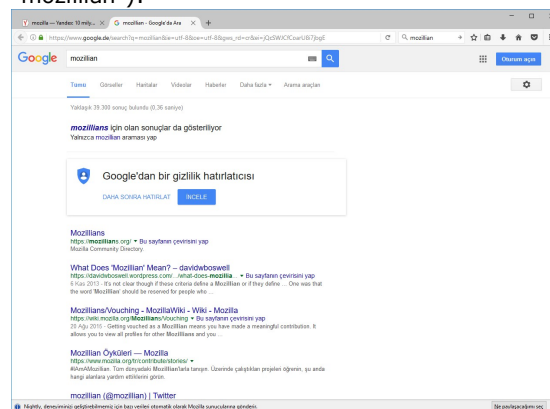 "mozillian"):
mozilla — Yandex: 10 mily...
mozillian - Google'da Ara
https://www.google.de/search?q=mozillian&ie=utf-8&oe=utf-8&gws_rd=cr&ei=
mozillian
Google
mozillian
Oturum açın
Tümü Görseller Haritalar Videolar Haberler Daha fazla Arama araçları
Yaklaşık 39.300 sonuç bulundu (0,35 saniye)
mozillians için olan sonuçlar da gösteriliyor
Yalnızca mozillian araması yap
Google'dan bir gizlilik hatırlatıcısı
DAHA SONRA HATIRLAT İNCELE
Mozillians
https://mozillians.org/ Bu sayfanın çevirisini yap
Mozilla Community Directory.
What Does 'Mozillian' Mean? – davidwboswell
https://davidwboswell.wordpress.com/.../what-does-mozillia... Bu sayfanın çevirisini yap
6 Kas 2013 - It's not clear though if these criteria define a Mozillian or if they define ... One was that
the word 'Mozillian' should be reserved for people who ...
Mozillians/Vouching - MozillaWiki - Wiki - Mozilla
https://wiki.mozilla.org/Mozillians/Vouching Bu sayfanın çevirisini yap
20 Ağu 2015 - Getting vouched as a Mozillian means you have made a meaningful contribution. It
allows you to view all profiles for other Mozillians and you ...
Mozillian Öyküleri — Mozilla
https://www.mozilla.org/tr/contribute/stories/
#IAmAMozillian. Tüm dünyadaki Mozillian'larla tanışın. Üzerinde çalıştıkları projeleri öğrenin, şu anda
hangi alanlara yardım ettiklerini görün.
mozillian (@mozillian) | Twitter
Nightly, deneyiminizi geliştirebilmemiz için bazı verileri otomatik olarak Mozilla sunucularına gönderir.
Ne paylaşacağımı seç